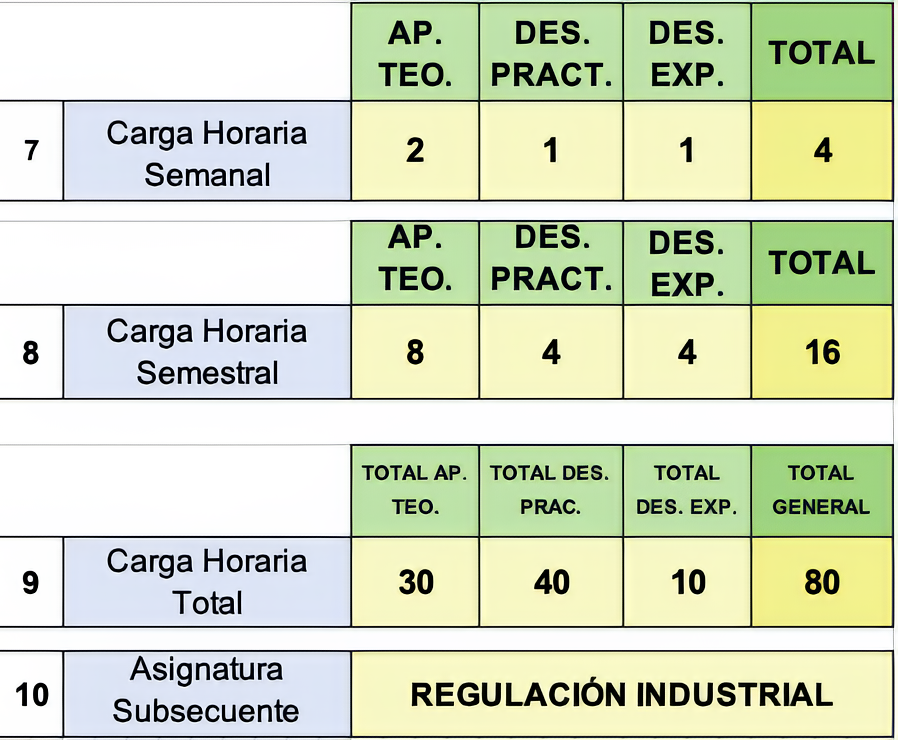 AP. TEO. DES. PRACT. DES. EXP. TOTAL
7 Carga Horaria Semanal 2 1 1 4
AP. TEO. DES. PRACT. DES. EXP. TOTAL
8 Carga Horaria Semestral 8 4 4 16
TOTAL AP. TEO. TOTAL DES. PRAC. TOTAL DES. EXP. TOTAL GENERAL
9 Carga Horaria Total 30 40 10 80
10 Asignatura Subsecuente REGULACIÓN INDUSTRIAL